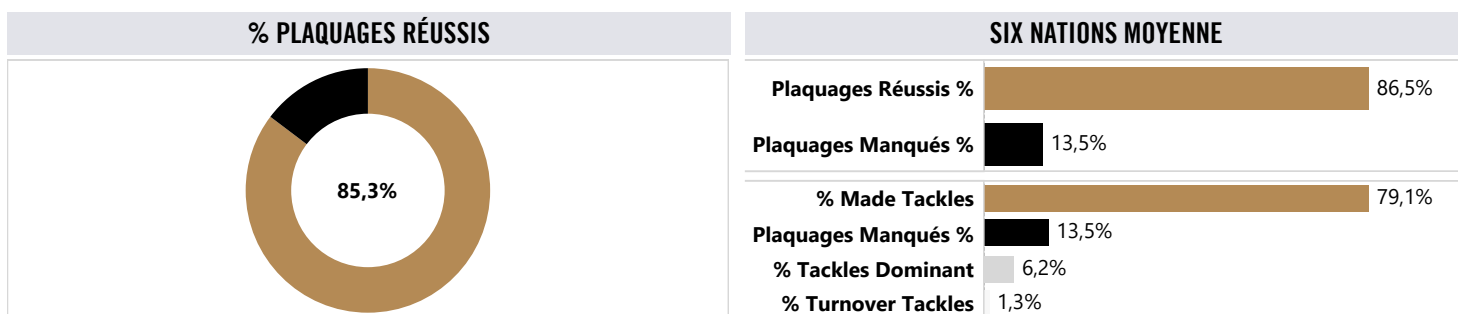 % PLAQUAGES RÉUSSIS
85,3%
SIX NATIONS MOYENNE
Plaquages Réussis % 86,5%
Plaquages Manqués % 13,5%
% Made Tackles 79,1%
Plaquages Manqués % 13,5%
% Tackles Dominant 6,2%
% Turnover Tackles 1,3%